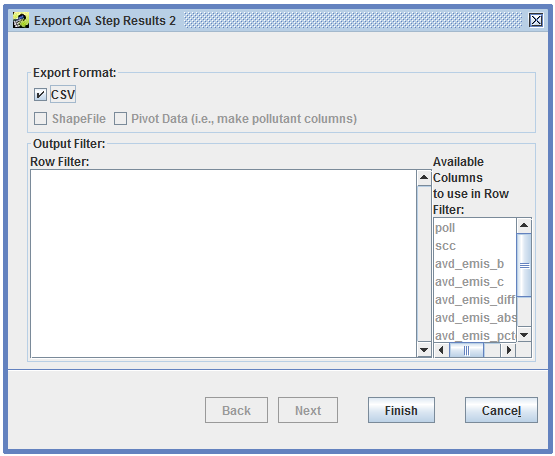 Export QA Step Results 2
Export Format:
CSV
ShapeFile Pivot Data (i.e., make pollutant columns)
Output Filter:
Row Filter:
Available
Columns
to use in Row
Filter:
poll
scc
avd_emis_b
avd_emis_c
avd_emis_diff
avd_emis_abs
avd_emis_pct
Back Next Finish Cancel